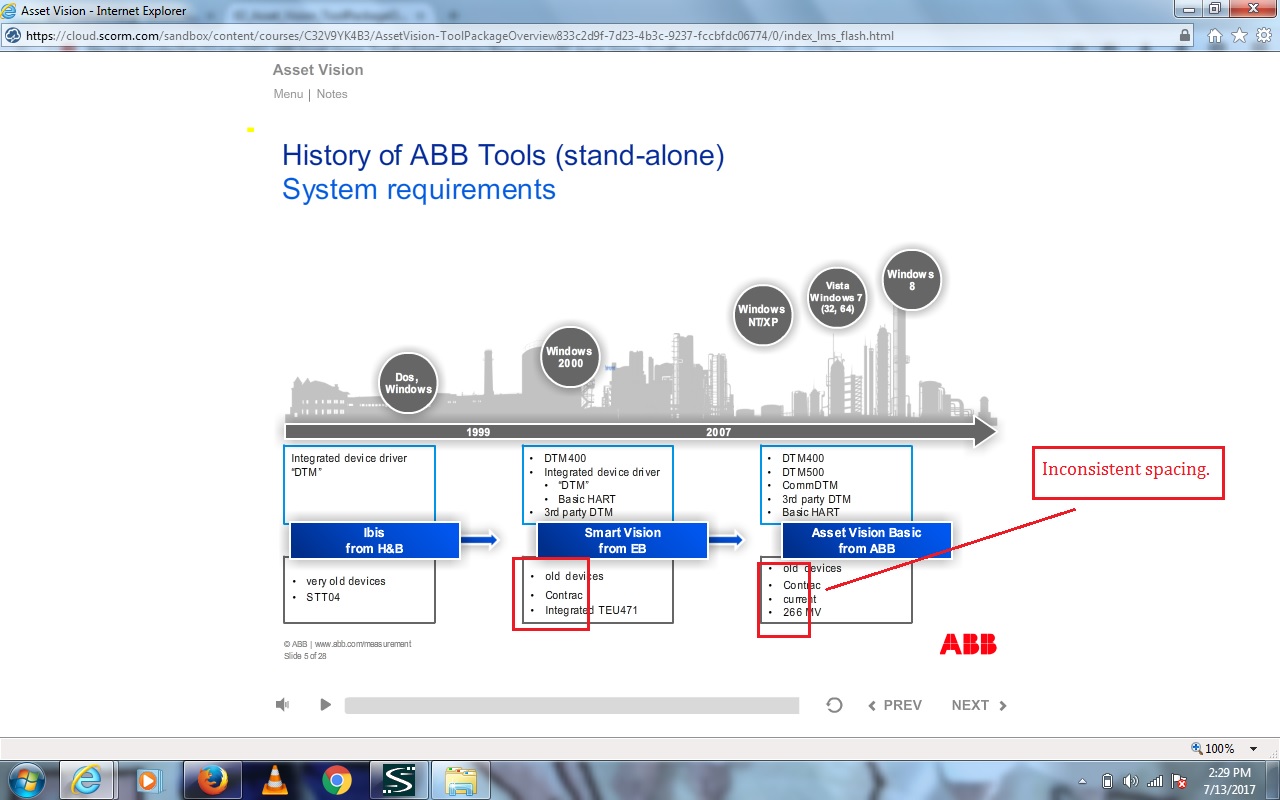 Asset Vision - Internet Explorer
https://cloud.scorm.com/sandbox/content/courses/C32V9YK4B3/AssetVision-ToolPackageOverview833c2d9f-7d23-4b3c-9237-fccbfdc06774/0/index_lms_flash.html
Asset Vision
Menu | Notes
History of ABB Tools (stand-alone)
System requirements
Dos,
Windows
Windows
2000
Windows
NT/XP
Vista
Windows 7
(32, 64)
Windows
8
1999
2007
Integrated device driver
“DTM”
• DTM400
• Integrated device driver
• “DTM”
• Basic HART
• 3rd party DTM
• DTM400
• DTM500
• CommDTM
• 3rd party DTM
• Basic HART
Inconsistent spacing.
Ibis
from H&B
Smart Vision
from EB
Asset Vision Basic
from ABB
• very old devices
• STT04
• old devices
• Contrac
• Integrated TEU471
• old devices
• Contrac
• current
• 266 MV
© ABB | www.abb.com/measurement
Slide 5 of 28
ABB
PREV
NEXT
100%
2:29 PM
7/13/2017